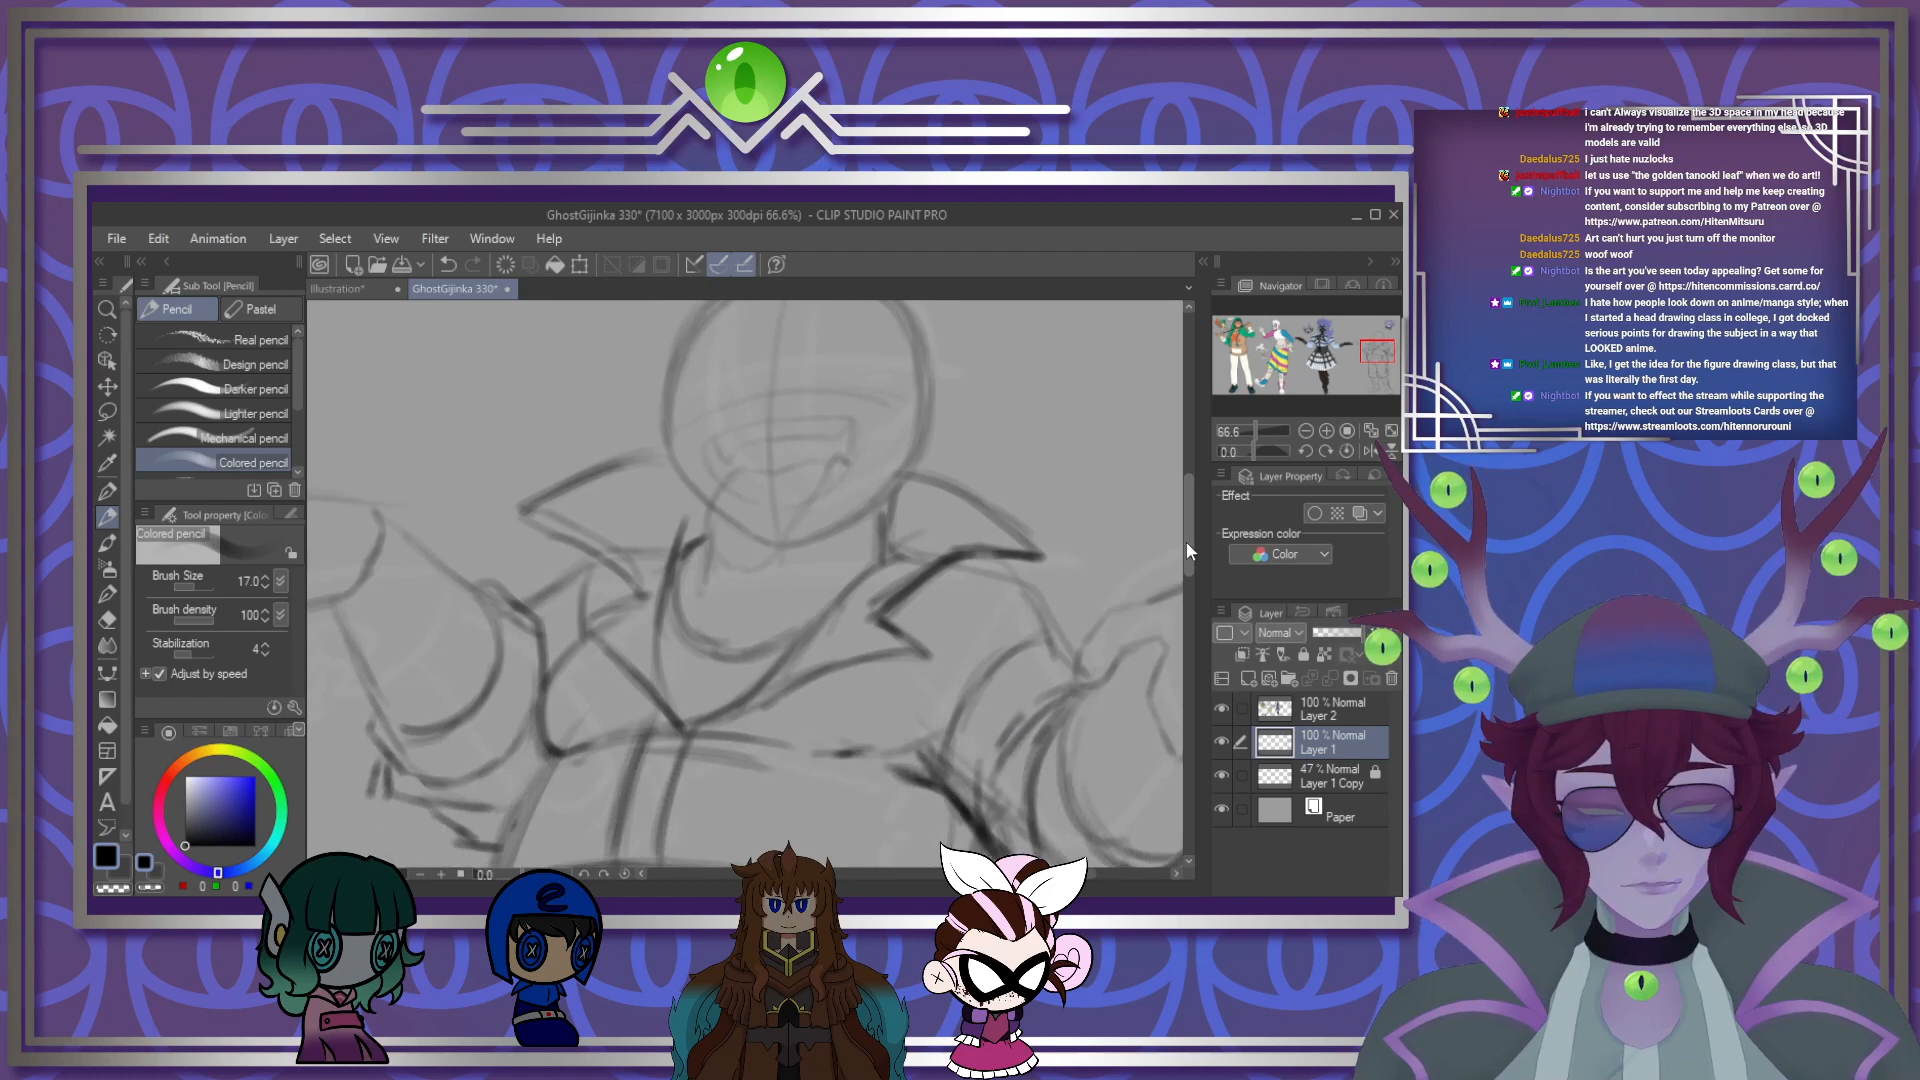 GhostGijinka 330* (7100 x 3000px 300dpi 66.6%) - CLIP STUDIO PAINT PRO
File Edit Animation Layer Select View Filter Window Help
Sub Tool [Pencil]
Illustration*
GhostGijinka 330*
Pencil
Pastel
Real pencil
Design pencil
Darker pencil
Lighter pencil
Mechanical pencil
Colored pencil
Tool property [Colo
Colored pencil
Brush Size 17.0
Brush density 100
Stabilization 4
Adjust by speed
0 0
0.0
Navigator
66.6
0.0
Layer Property
Effect
Expression color
Color
Layer
Normal
100 % Normal
Layer 2
100 % Normal
Layer 1
47 % Normal
Layer 1 Copy
Paper
i can't Always visualize the 3D space in my head because
i'm already trying to remember everything else, so 3D
models are valid
Daedalus725 I just hate nuzlocks
let us use "the golden tanooki leaf" when we do art!!
Nightbot If you want to support me and help me keep creating
content, consider subscribing to my Patreon over @
https://www.patreon.com/HitenMitsuru
Daedalus725 Art can't hurt you just turn off the monitor
Daedalus725 woof woof
Nightbot Is the art you've seen today appealing? Get some for
yourself over @ https://hitencommissions.carrd.co/
I hate how people look down on anime/manga style; when
I started a head drawing class in college, I got docked
serious points for drawing the subject in a way that
LOOKED anime.
Like, I get the idea for the figure drawing class, but that
was literally the first day.
Nightbot If you want to effect the stream while supporting the
streamer, check out our Streamloots Cards over @
https://www.streamloots.com/hitennorurouni